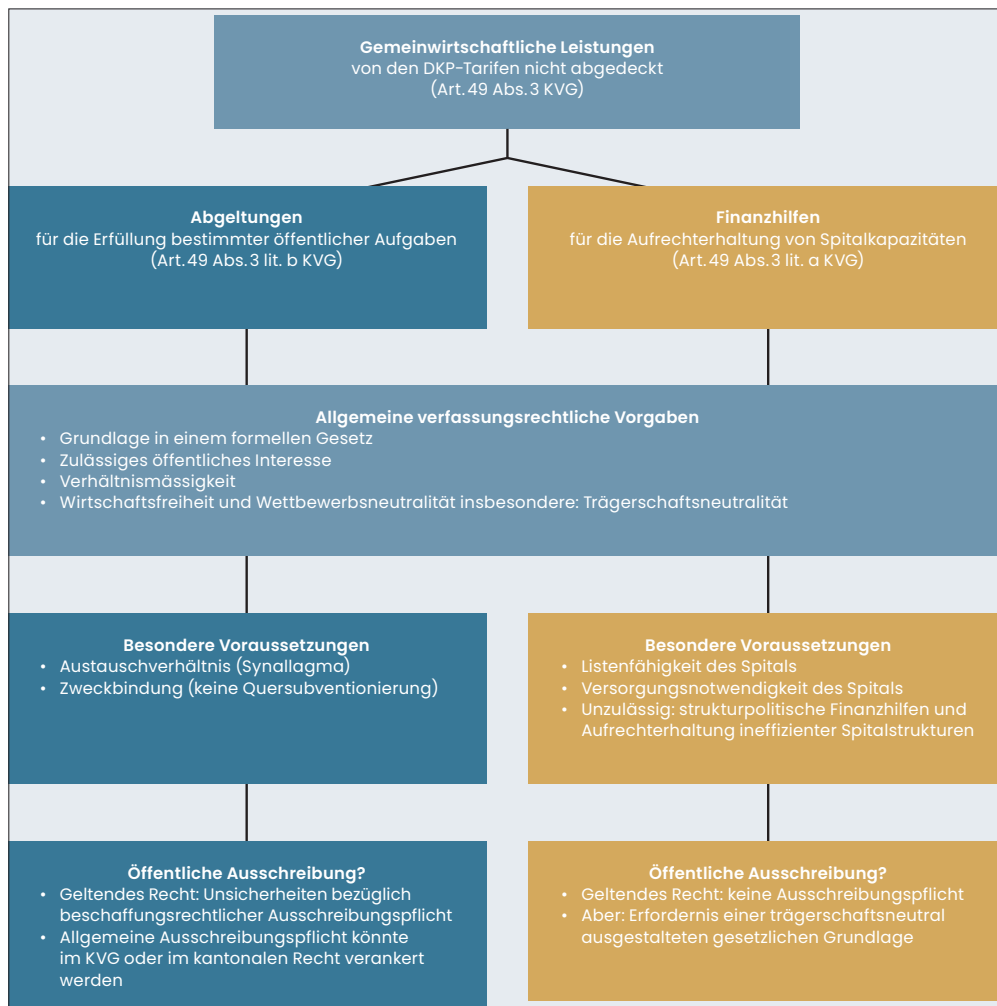 Gemeinwirtschaftliche Leistungen
von den DKP-Tarifen nicht abgedeckt
(Art. 49 Abs. 3 KVG)
Abgeltungen
für die Erfüllung bestimmter öffentlicher Aufgaben
(Art. 49 Abs. 3 lit. b KVG)
Finanzhilfen
für die Aufrechterhaltung von Spitalkapazitäten
(Art. 49 Abs. 3 lit. a KVG)
Allgemeine verfassungsrechtliche Vorgaben
• Grundlage in einem formellen Gesetz
• Zulässiges öffentliches Interesse
• Verhältnismässigkeit
• Wirtschaftsfreiheit und Wettbewerbsneutralität insbesondere: Trägerschaftsneutralität
Besondere Voraussetzungen
• Austauschverhältnis (Synallagma)
• Zweckbindung (keine Quersubventionierung)
Besondere Voraussetzungen
• Listenfähigkeit des Spitals
• Versorgungsnotwendigkeit des Spitals
• Unzulässig: strukturpolitische Finanzhilfen und
Aufrechterhaltung ineffizienter Spitalstrukturen
Öffentliche Ausschreibung?
• Geltendes Recht: Unsicherheiten bezüglich
beschaffungsrechtlicher Ausschreibungspflicht
• Allgemeine Ausschreibungspflicht könnte
im KVG oder im kantonalen Recht verankert
werden
Öffentliche Ausschreibung?
• Geltendes Recht: keine Ausschreibungspflicht
• Aber: Erfordernis einer trägerschaftsneutral
ausgestalteten gesetzlichen Grundlage